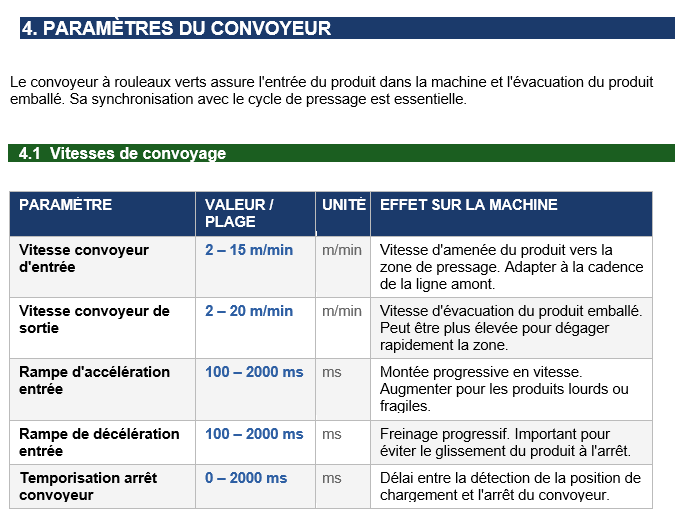 4. PARAMÈTRES DU CONVOYEUR
Le convoyeur à rouleaux verts assure l'entrée du produit dans la machine et l'évacuation du produit
emballé. Sa synchronisation avec le cycle de pressage est essentielle.
4.1 Vitesses de convoyage
PARAMÈTRE VALEUR / UNITÉ EFFET SUR LA MACHINE
PLAGE
Vitesse convoyeur 2 – 15 m/min m/min Vitesse d'amenée du produit vers la
d'entrée zone de pressage. Adapter à la cadence
de la ligne amont.
Vitesse convoyeur de 2 – 20 m/min m/min Vitesse d'évacuation du produit emballé.
sortie Peut être plus élevée pour dégager
rapidement la zone.
Rampe d'accélération 100 – 2000 ms ms Montée progressive en vitesse.
entrée Augmenter pour les produits lourds ou
fragiles.
Rampe de décélération 100 – 2000 ms ms Freinage progressif. Important pour
entrée éviter le glissement du produit à l'arrêt.
Temporisation arrêt 0 – 2000 ms ms Délai entre la détection de la position de
convoyeur chargement et l'arrêt du convoyeur.